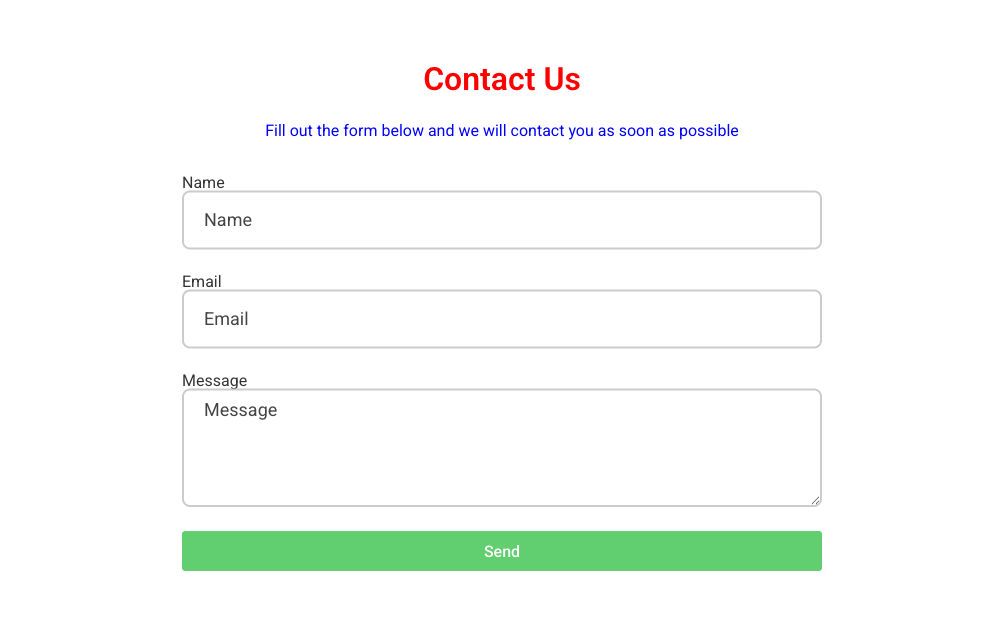 Contact Us
Fill out the form below and we will contact you as soon as possible
Name
Name
Email
Email
Message
Message
Send